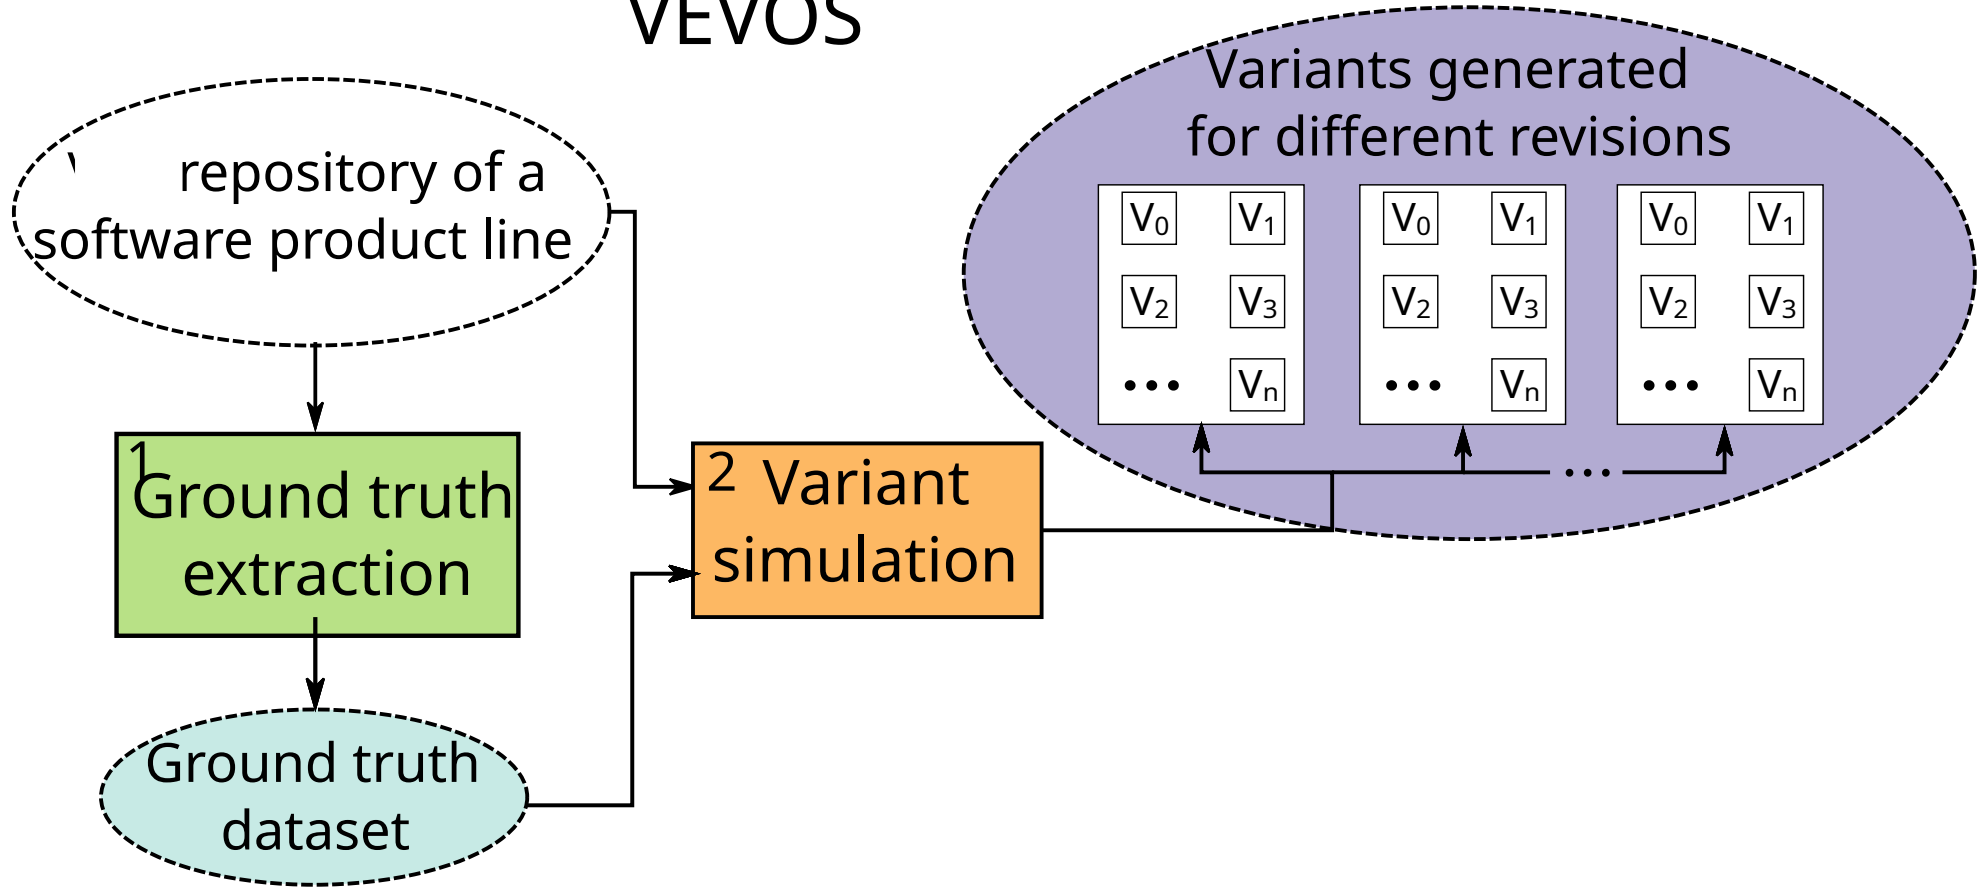 VEVOS
repository of a
software product line
1
Ground truth
extraction
Ground truth
dataset
2
Variant
simulation
Variants generated
for different revisions
V0 V1
V2 V3
... Vn
V0 V1
V2 V3
... Vn
V0 V1
V2 V3
... Vn
...